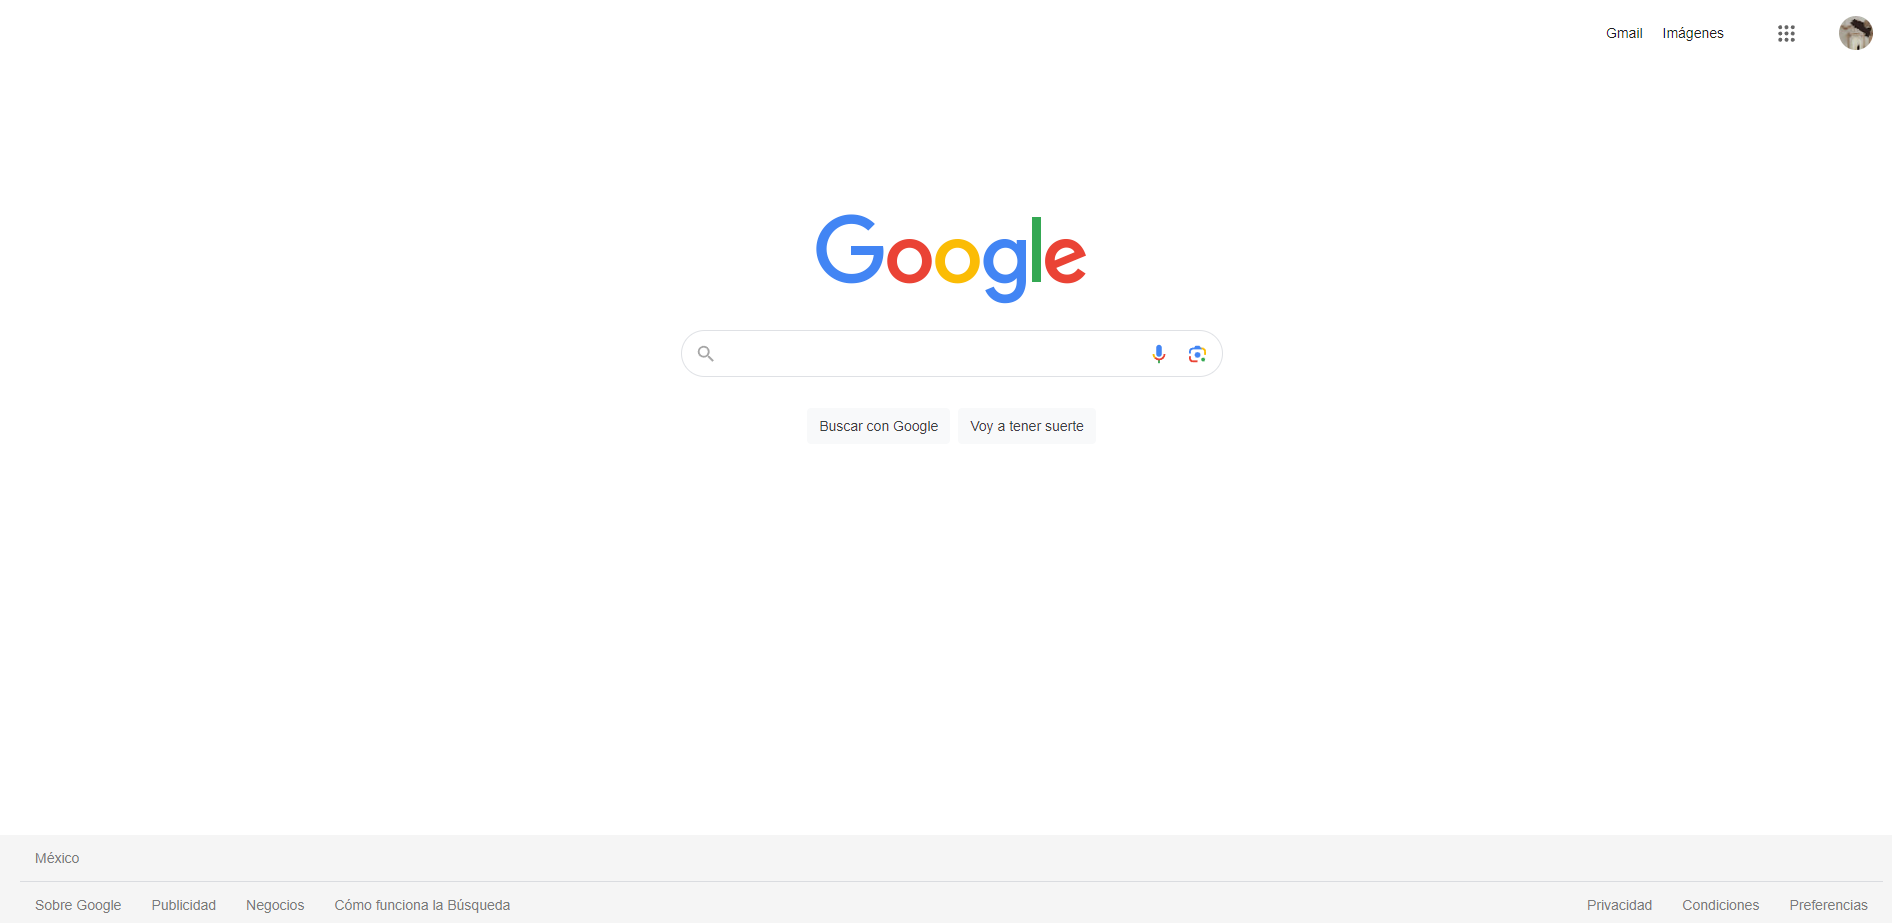 Gmail Imágenes
Google
Buscar con Google Voy a tener suerte
México
Sobre Google Publicidad Negocios Cómo funciona la Búsqueda Privacidad Condiciones Preferencias